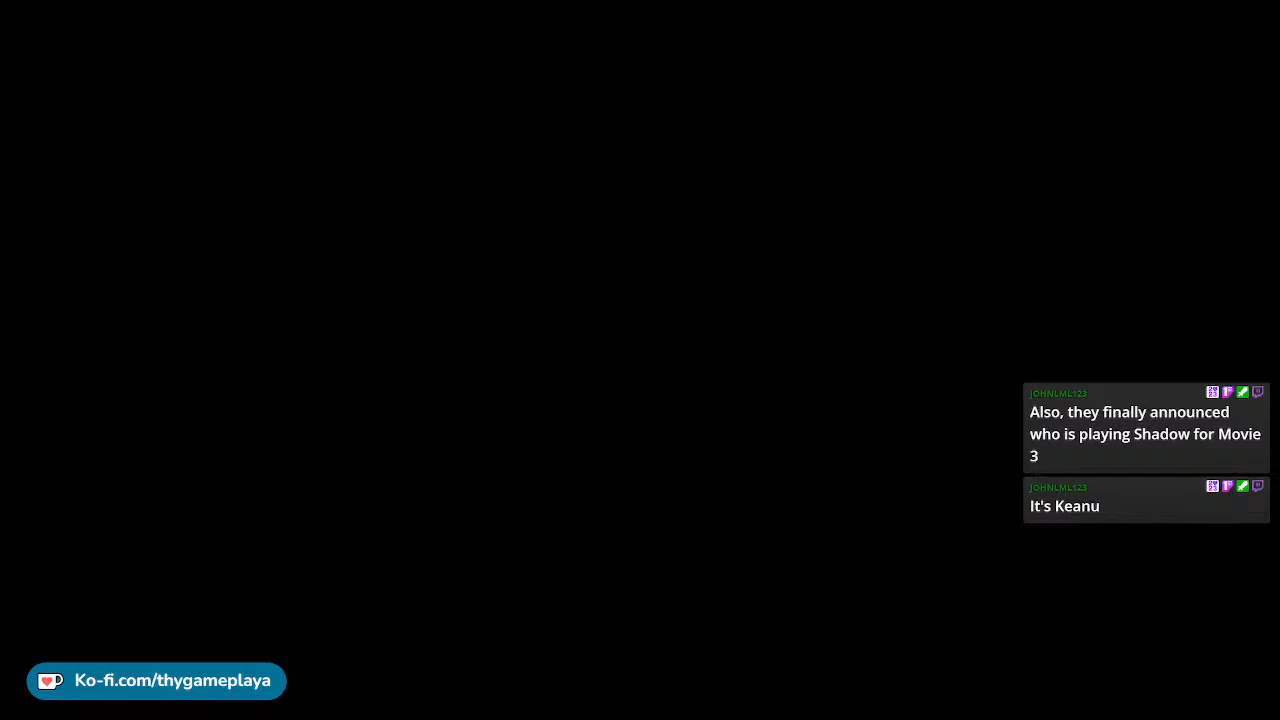 JOHNLML123
Also, they finally announced
who is playing Shadow for Movie
3
JOHNLML123
It's Keanu
Ko-fi.com/thygameplaya